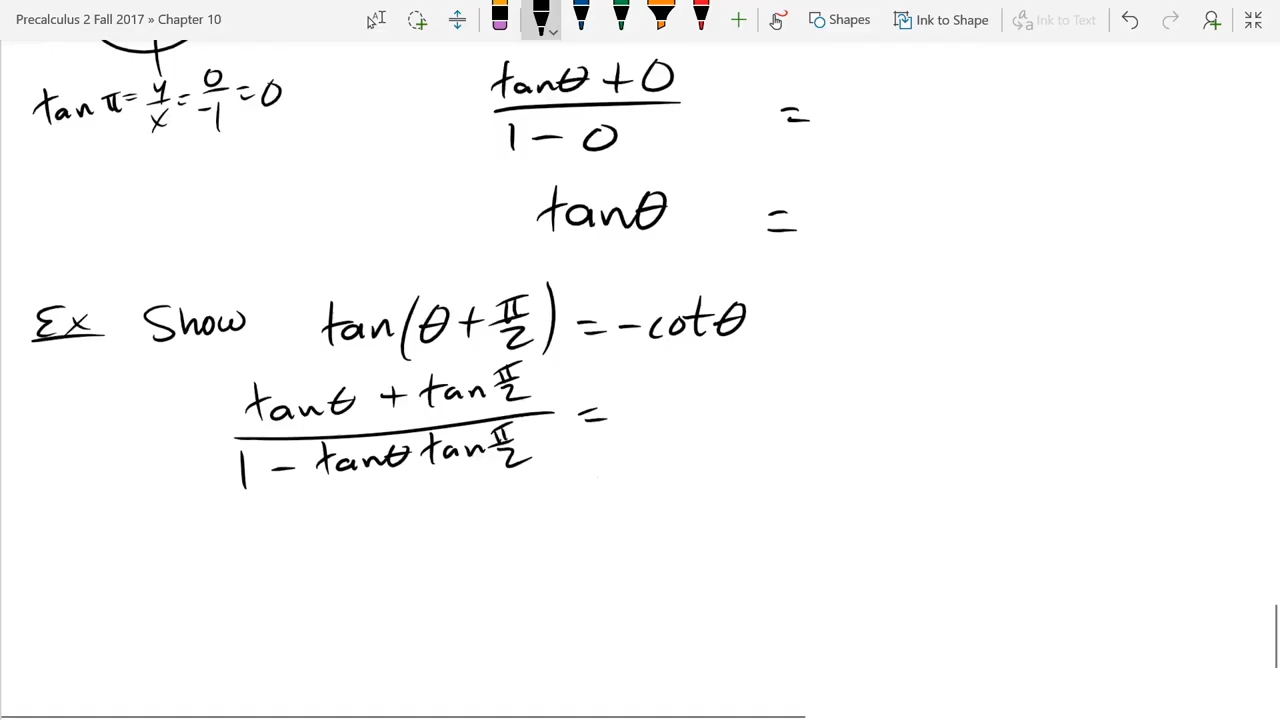 Precalculus 2 Fall 2017 » Chapter 10
Shapes
Ink to Shape
Ink to Text
tan π = y/x = 0/-1 = 0
(tanθ + 0)/(1 - 0) =
tanθ =
Ex Show tan(θ + π/2) = -cotθ
(tanθ + tan π/2)/(1 - tanθ tan π/2) =